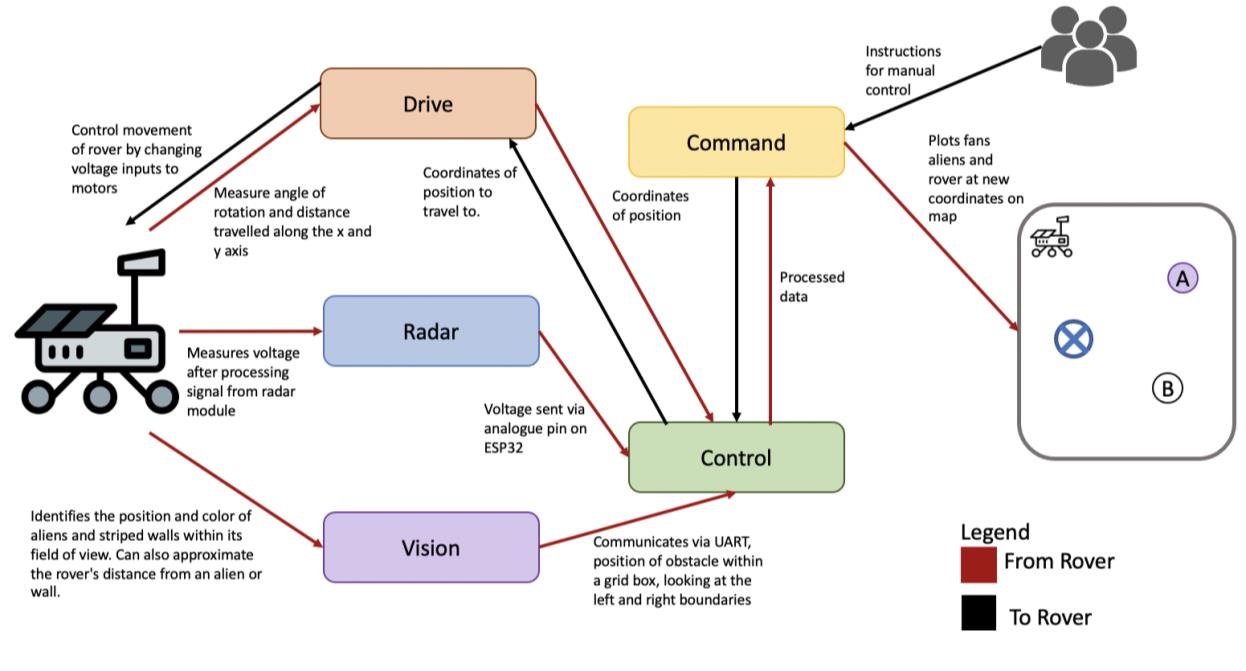 Instructions
for manual
control
Drive
Command
Control movement
of rover by changing
voltage inputs to
motors
Plots fans
aliens and
rover at new
coordinates on
map
Coordinates of
position to
travel to.
Measure angle of
rotation and distance
travelled along the x and
y axis
Coordinates
of position
A
Processed
data
Radar
Measures voltage
after processing
signal from radar
module
B
Voltage sent via
analogue pin on
ESP32
Control
Identifies the position and color of
aliens and striped walls within its
field of view. Can also approximate
the rover's distance from an alien or
wall.
Vision
Communicates via UART,
position of obstacle within
a grid box, looking at the
left and right boundaries
Legend
From Rover
To Rover